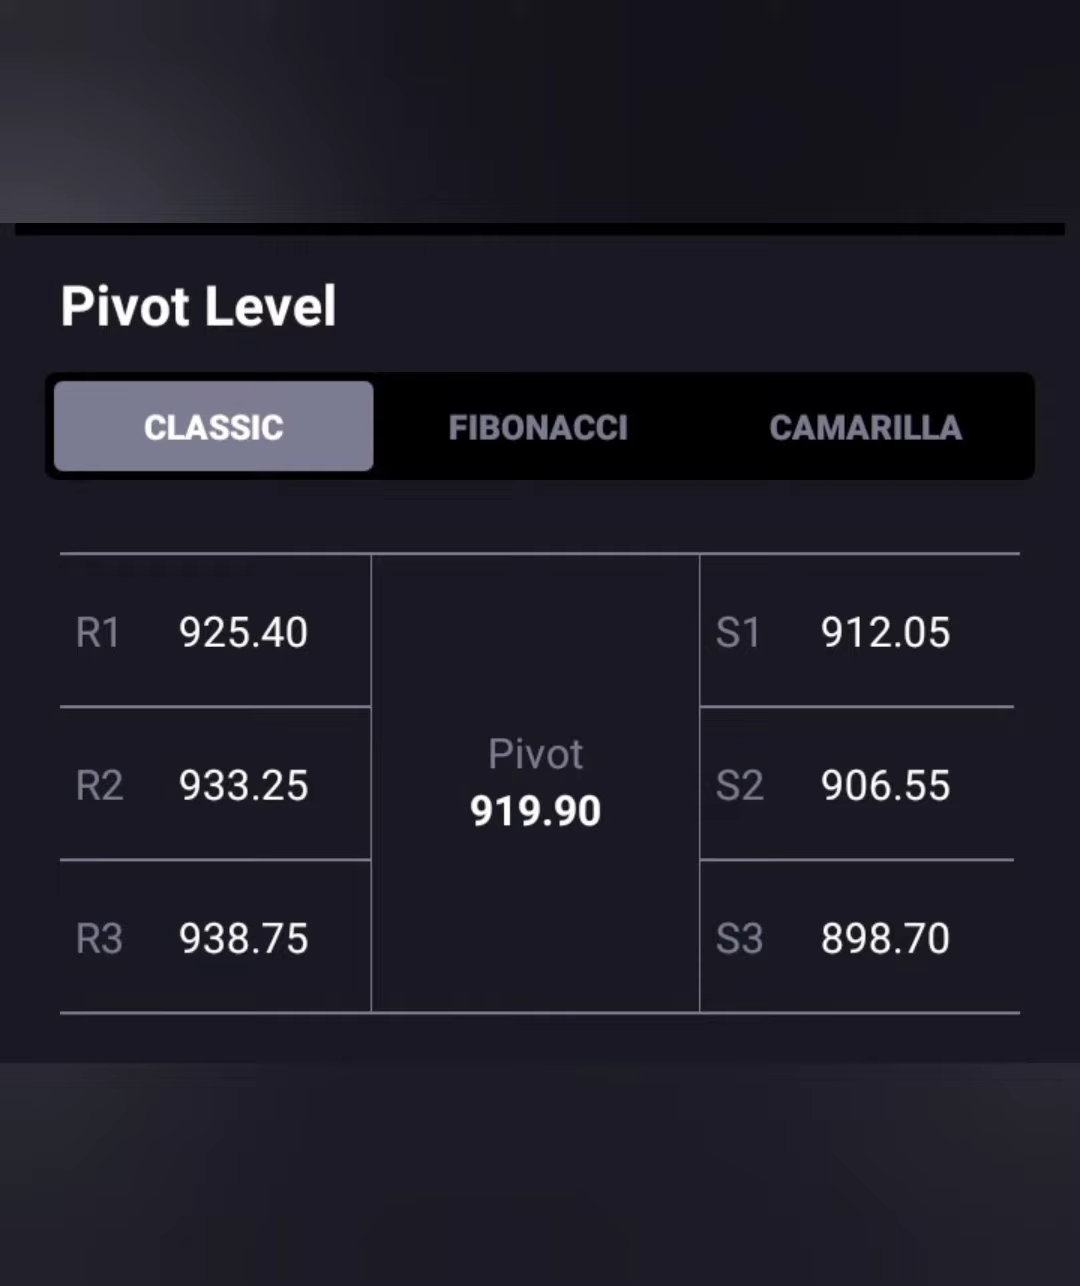 Pivot Level
CLASSIC FIBONACCI CAMARILLA
R1 925.40 S1 912.05
Pivot
R2 933.25 S2 906.55
919.90
R3 938.75 S3 898.70